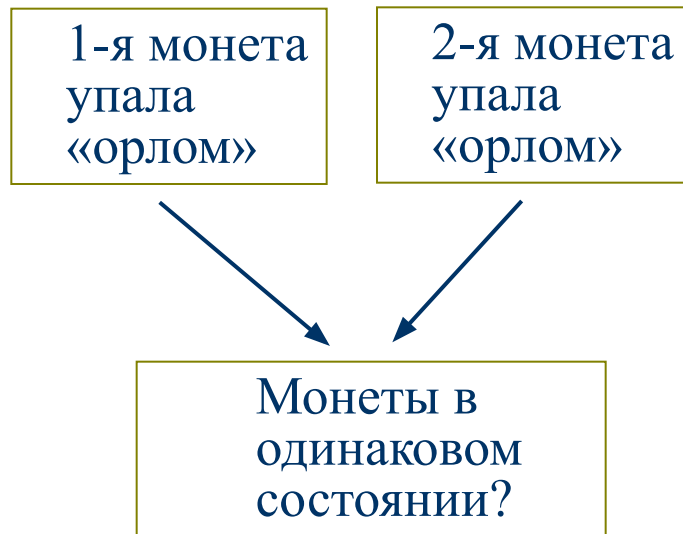 1-я монета
упала
«орлом»
2-я монета
упала
«орлом»
Монеты в
одинаковом
состоянии?